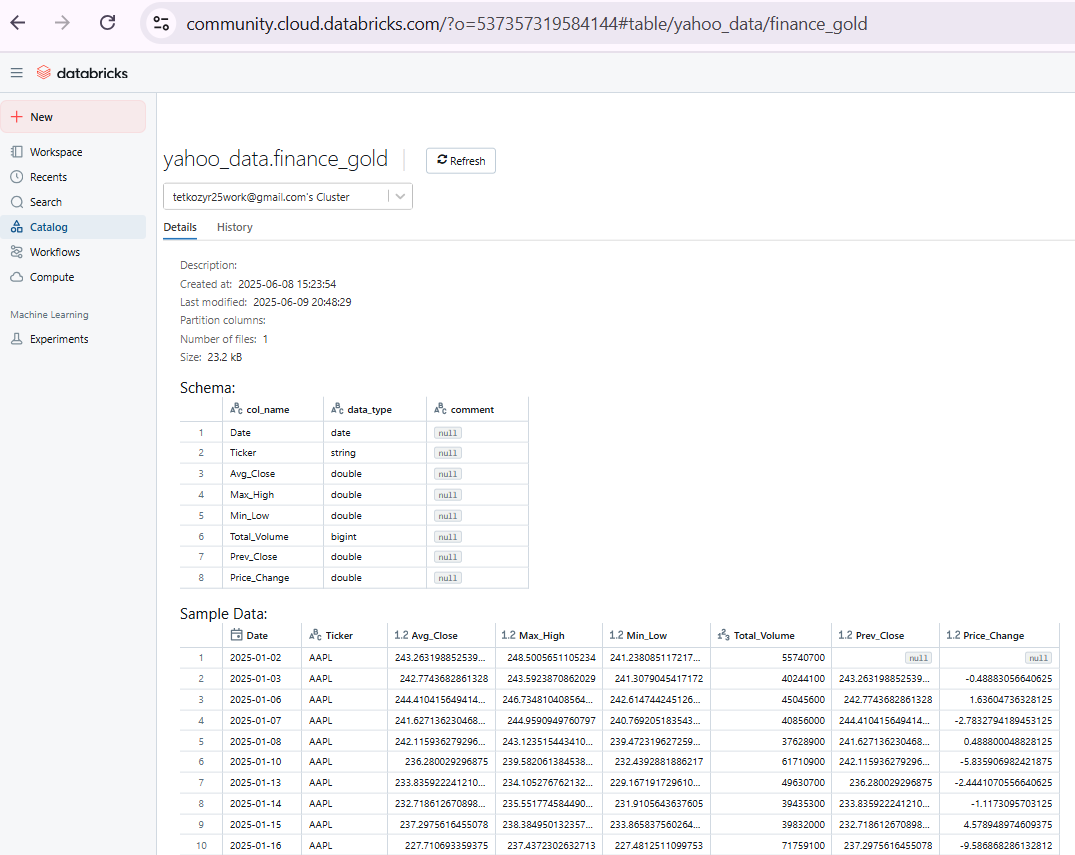 community.cloud.databricks.com/?o=537357319584144#table/yahoo_data/finance_gold
databricks
New
Workspace
Recents
Search
Catalog
Workflows
Compute
Machine Learning
Experiments
yahoo_data.finance_gold
Refresh
tetkozyr25work@gmail.com's Cluster
Details History
Description:
Created at: 2025-06-08 15:23:54
Last modified: 2025-06-09 20:48:29
Partition columns:
Number of files: 1
Size: 23.2 kB
Schema:
col_name data_type comment
1 Date date null
2 Ticker string null
3 Avg_Close double null
4 Max_High double null
5 Min_Low double null
6 Total_Volume bigint null
7 Prev_Close double null
8 Price_Change double null
Sample Data:
Date ABC Ticker 1.2 Avg_Close 1.2 Max_High 1.2 Min_Low 123 Total_Volume 1.2 Prev_Close 1.2 Price_Change
1 2025-01-02 AAPL 243.263198852539... 248.5005651105234 241.238085117217... 55740700 null null
2 2025-01-03 AAPL 242.7743682861328 243.5923870862029 241.3079045417172 40244100 243.263198852539... -0.48883056640625
3 2025-01-06 AAPL 244.410415649414... 246.734810408564... 242.614744245126... 45045600 242.7743682861328 1.63604736328125
4 2025-01-07 AAPL 241.627136230468... 244.9590949760797 240.769205183543... 40856000 244.410415649414... -2.7832794189453125
5 2025-01-08 AAPL 242.115936279296... 243.123515443410... 239.472319627259... 37628900 241.627136230468... 0.488800048828125
6 2025-01-10 AAPL 236.280029296875 239.582061384538... 232.4392881886217 61710900 242.115936279296... -5.835906982421875
7 2025-01-13 AAPL 233.835922241210... 234.105276762132... 229.167191729610... 49630700 236.280029296875 -2.4441070556640625
8 2025-01-14 AAPL 232.718612670898... 235.551774584490... 231.9105643637605 39435300 233.835922241210... -1.1173095703125
9 2025-01-15 AAPL 237.2975616455078 238.384950132357... 233.865837560264... 39832000 232.718612670898... 4.578948974609375
10 2025-01-16 AAPL 227.710693359375 237.4372302632713 227.4812511099753 71759100 237.2975616455078 -9.586868286132812